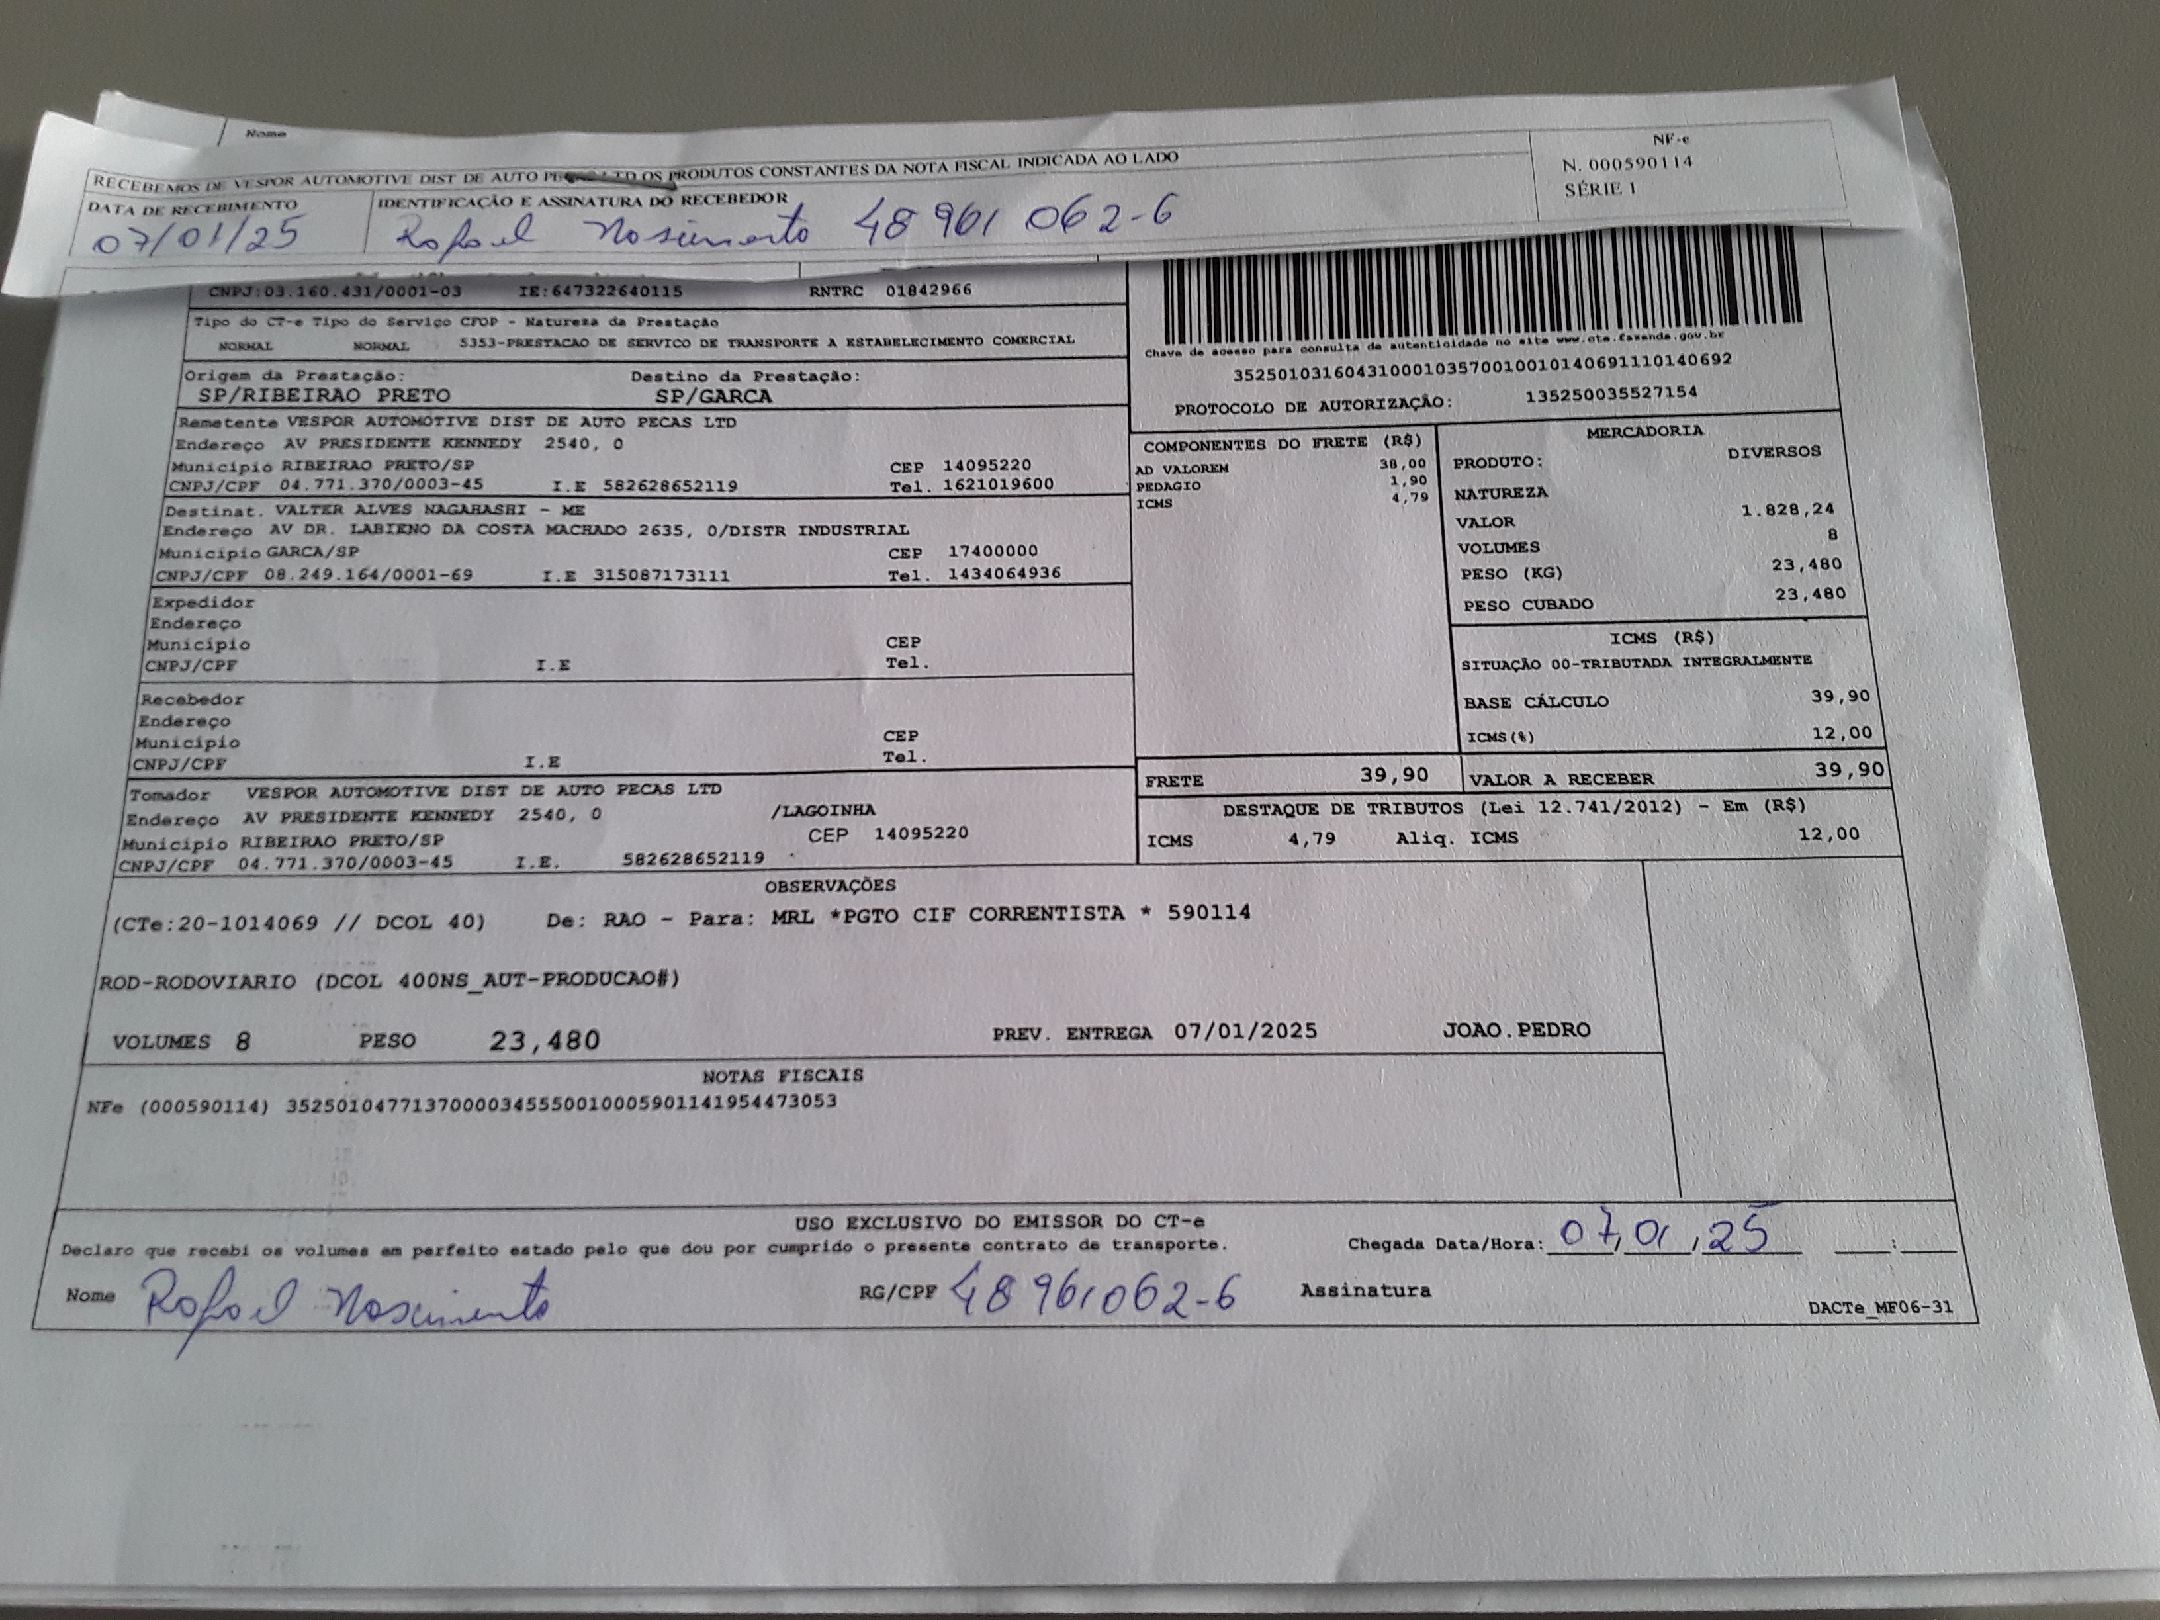 Nome
RECEBEMOS DE VESPOR AUTOMOTIVE DIST DE AUTO OS PRODUTOS CONSTANTES DA NOTA FISCAL INDICADA AO LADO
NF-e
N. 000590114
SÉRIE 1
DATA DE RECEBIMENTO
IDENTIFICAÇÃO E ASSINATURA DO RECEBEDOR
07/01/25
Rafael Nascimento 48 961 062-6
CNPJ:03.160.431/0001-03 IE:647322640115 RNTRC 01842966
Tipo do CT-e Tipo do Serviço CFOP - Natureza da Prestação
NORMAL NORMAL 5353-PRESTACAO DE SERVICO DE TRANSPORTE A ESTABELECIMENTO COMERCIAL
Chave de acesso para consulta de autenticidade no site www.cte.fazenda.gov.br
35250103160431000103570010010140691110140692
PROTOCOLO DE AUTORIZAÇÃO: 135250035527154
Origem da Prestação: Destino da Prestação:
SP/RIBEIRAO PRETO SP/GARCA
Remetente VESPOR AUTOMOTIVE DIST DE AUTO PECAS LTD
Endereço AV PRESIDENTE KENNEDY 2540, 0
Município RIBEIRAO PRETO/SP CEP 14095220
CNPJ/CPF 04.771.370/0003-45 I.E 582628652119 Tel. 1621019600
Destinat. VALTER ALVES NAGAHASHI - ME
Endereço AV DR. LABIENO DA COSTA MACHADO 2635, 0/DISTR INDUSTRIAL
Município GARCA/SP CEP 17400000
CNPJ/CPF 08.249.164/0001-69 I.E 315087173111 Tel. 1434064936
Expedidor
Endereço
Município CEP
CNPJ/CPF I.E Tel.
Recebedor
Endereço
Município CEP
CNPJ/CPF I.E Tel.
Tomador VESPOR AUTOMOTIVE DIST DE AUTO PECAS LTD
Endereço AV PRESIDENTE KENNEDY 2540, 0 /LAGOINHA
Município RIBEIRAO PRETO/SP CEP 14095220
CNPJ/CPF 04.771.370/0003-45 I.E. 582628652119
COMPONENTES DO FRETE (R$)
AD VALOREM 38,00
PEDAGIO 1,90
ICMS 4,79
MERCADORIA
PRODUTO: DIVERSOS
NATUREZA
VALOR 1.828,24
VOLUMES 8
PESO (KG) 23,480
PESO CUBADO 23,480
ICMS (R$)
SITUAÇÃO 00-TRIBUTADA INTEGRALMENTE
BASE CÁLCULO 39,90
ICMS(%) 12,00
FRETE 39,90 VALOR A RECEBER 39,90
DESTAQUE DE TRIBUTOS (Lei 12.741/2012) - Em (R$)
ICMS 4,79 Aliq. ICMS 12,00
OBSERVAÇÕES
(CTe:20-1014069 // DCOL 40) De: RAO - Para: MRL *PGTO CIF CORRENTISTA * 590114
ROD-RODOVIARIO (DCOL 400NS_AUT-PRODUCAO#)
VOLUMES 8 PESO 23,480 PREV. ENTREGA 07/01/2025 JOAO.PEDRO
NOTAS FISCAIS
NFe (000590114) 35250104771370000345550010005901141954473053
USO EXCLUSIVO DO EMISSOR DO CT-e
Declaro que recebi os volumes em perfeito estado pelo que dou por cumprido o presente contrato de transporte. Chegada Data/Hora: 07,01,25 :
Nome Rafael Nascimento RG/CPF 48961062-6 Assinatura
DACTe_MF06-31